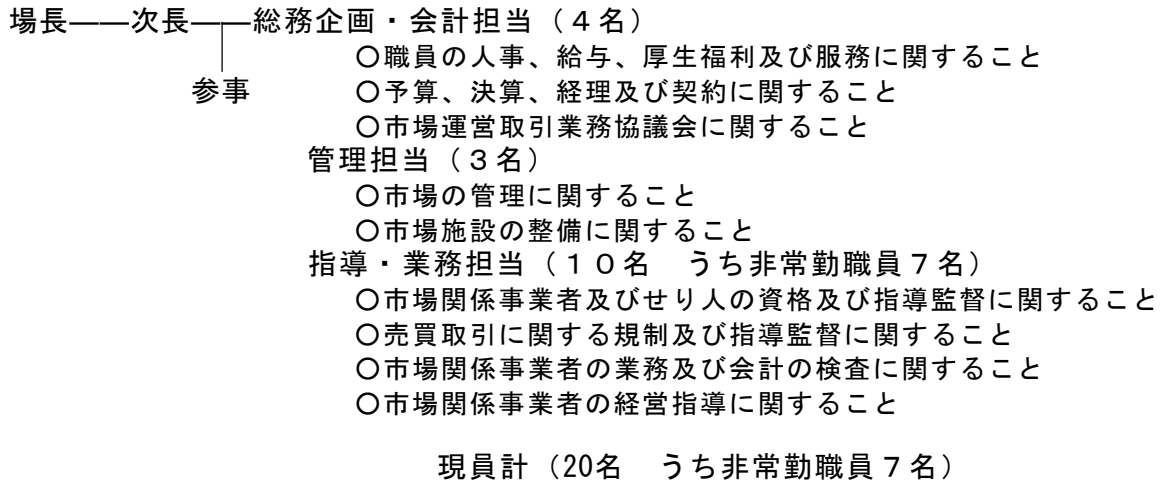 場長――次長――総務企画・会計担当（４名）
〇職員の人事、給与、厚生福利及び服務に関すること
参事 〇予算、決算、経理及び契約に関すること
〇市場運営取引業務協議会に関すること
管理担当（３名）
〇市場の管理に関すること
〇市場施設の整備に関すること
指導・業務担当（１０名　うち非常勤職員７名）
〇市場関係事業者及びせり人の資格及び指導監督に関すること
〇売買取引に関する規制及び指導監督に関すること
〇市場関係事業者の業務及び会計の検査に関すること
〇市場関係事業者の経営指導に関すること
現員計（20名　うち非常勤職員７名）